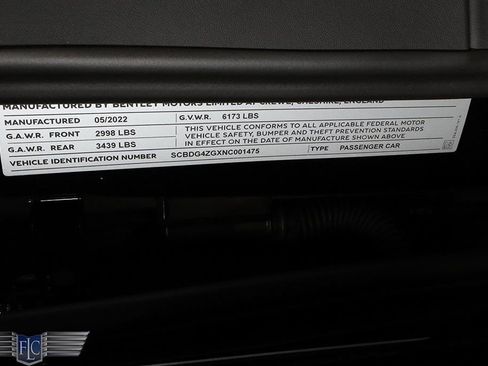 MANUFACTURED BY BENTLEY MOTORS LIMITED AT CREWE, CHESHIRE, ENGLAND
MANUFACTURED 05/2022 G.V.W.R. 6173 LBS
G.A.W.R. FRONT 2998 LBS
G.A.W.R. REAR 3439 LBS
THIS VEHICLE CONFORMS TO ALL APPLICABLE FEDERAL MOTOR
VEHICLE SAFETY, BUMPER AND THEFT PREVENTION STANDARDS
IN EFFECT ON THE DATE OF MANUFACTURE SHOWN ABOVE
VEHICLE IDENTIFICATION NUMBER SCBDG4ZGXNC001475 TYPE PASSENGER CAR
FLC